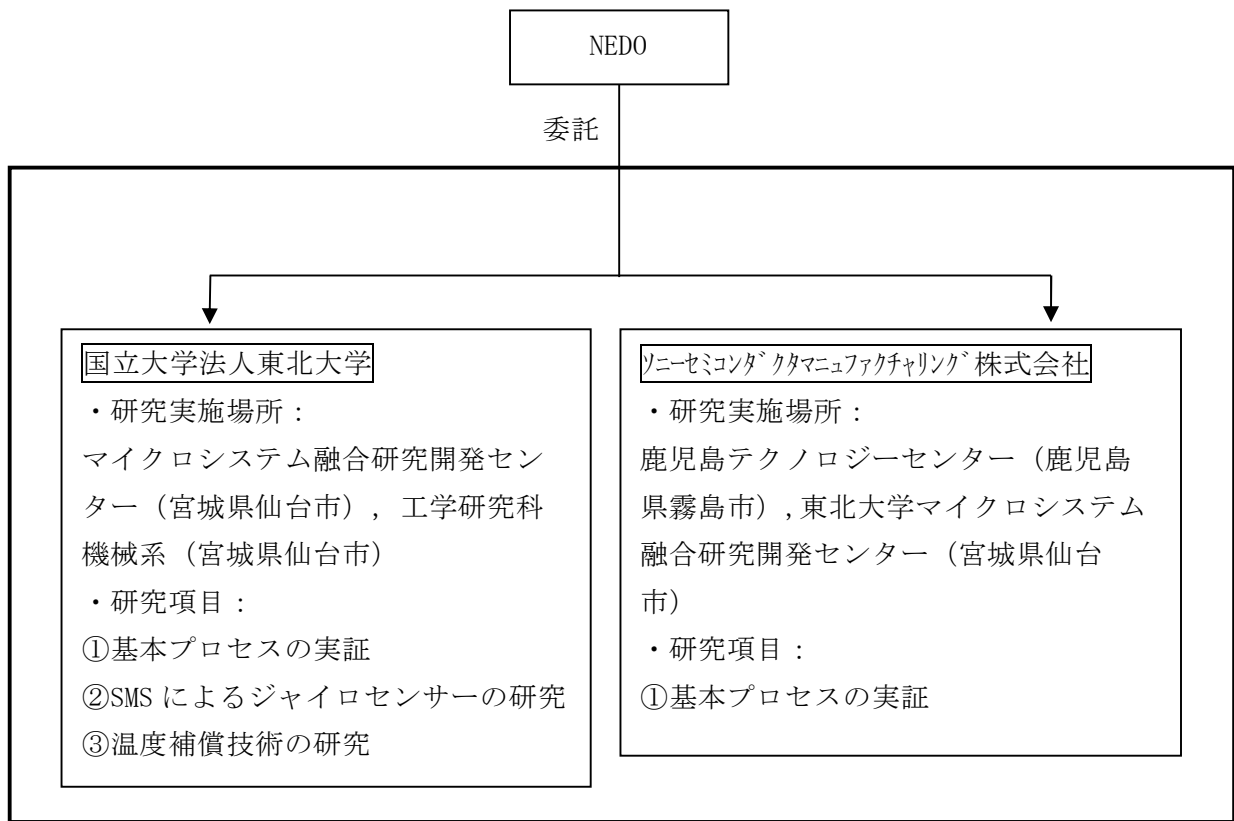 NEDO
委託
国立大学法人東北大学
・研究実施場所：
マイクロシステム融合研究開発セン
ター（宮城県仙台市）, 工学研究科
機械系（宮城県仙台市）
・研究項目：
①基本プロセスの実証
②SMS によるジャイロセンサーの研究
③温度補償技術の研究
ｿﾆｰｾﾐｺﾝﾀﾞｸﾀﾏﾆｭﾌｧｸﾁｬﾘﾝｸﾞ株式会社
・研究実施場所：
鹿児島テクノロジーセンター（鹿児島
県霧島市）,東北大学マイクロシステム
融合研究開発センター（宮城県仙台
市）
・研究項目：
①基本プロセスの実証